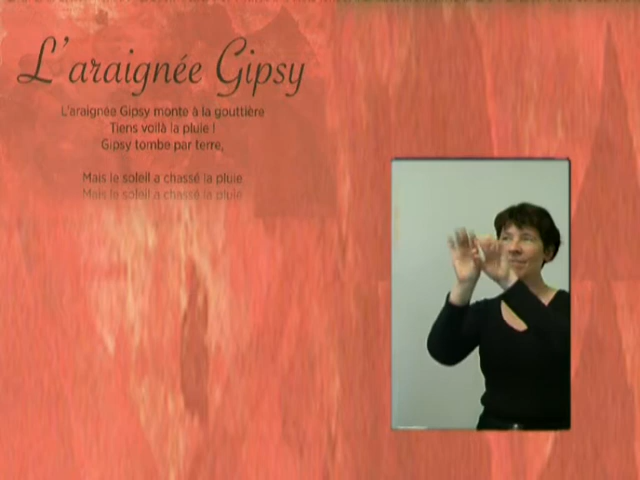 L'araignée Gipsy
L'araignée Gipsy monte à la gouttière
Tiens voilà la pluie !
Gipsy tombe par terre,
Mais le soleil a chassé la pluie
Mais le soleil a chassé la pluie